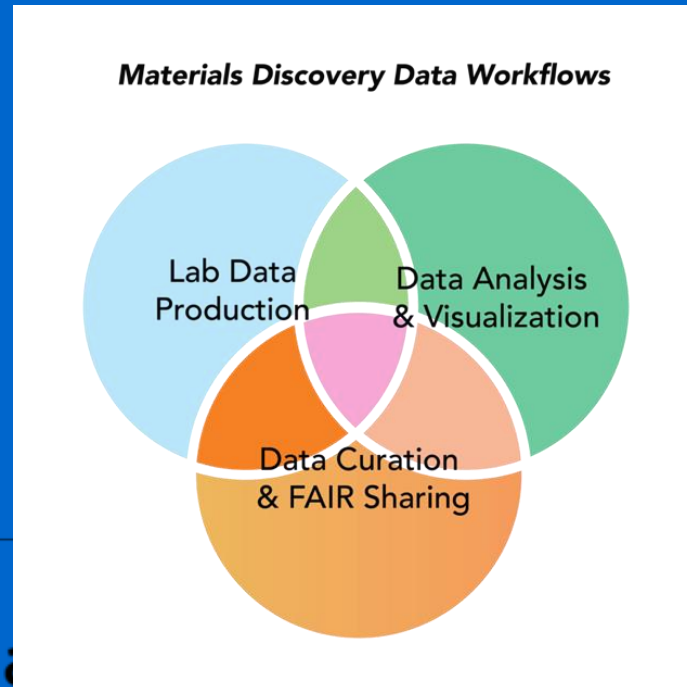 Materials Discovery Data Workflows
Lab Data
Production
Data Analysis
& Visualization
Data Curation
& FAIR Sharing